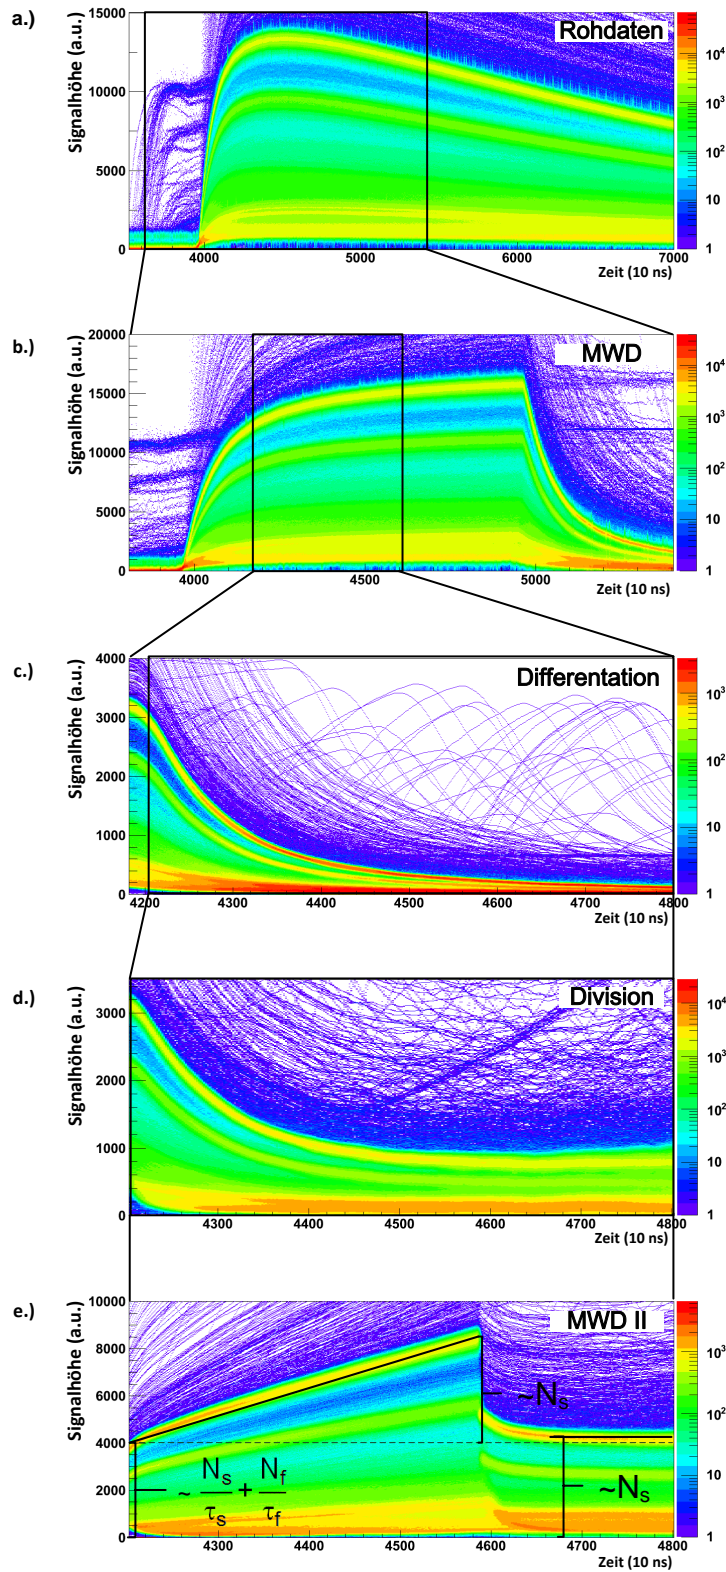 a.)
Rohdaten
Signalhöhe (a.u.)
15000
12500
10000
7500
5000
2500
0
4000 5000 6000 7000
Zeit (10 ns)
10⁴
10³
10²
10
1
b.)
MWD
Signalhöhe (a.u.)
20000
15000
10000
5000
0
4000 4500 5000
Zeit (10 ns)
10⁴
10³
10²
10
1
c.)
Differentation
Signalhöhe (a.u.)
4000
3000
2000
1000
0
4200 4300 4400 4500 4600 4700 4800
Zeit (10 ns)
10³
10²
10
1
d.)
Division
Signalhöhe (a.u.)
3000
2000
1000
0
4300 4400 4500 4600 4700 4800
Zeit (10 ns)
10⁴
10³
10²
10
1
e.)
MWD II
Signalhöhe (a.u.)
10000
8000
6000
4000
2000
0
~Nₛ
~ Nₛ/τₛ + N_f/τ_f
~Nₛ
4300 4400 4500 4600 4700 4800
Zeit (10 ns)
10³
10²
10
1